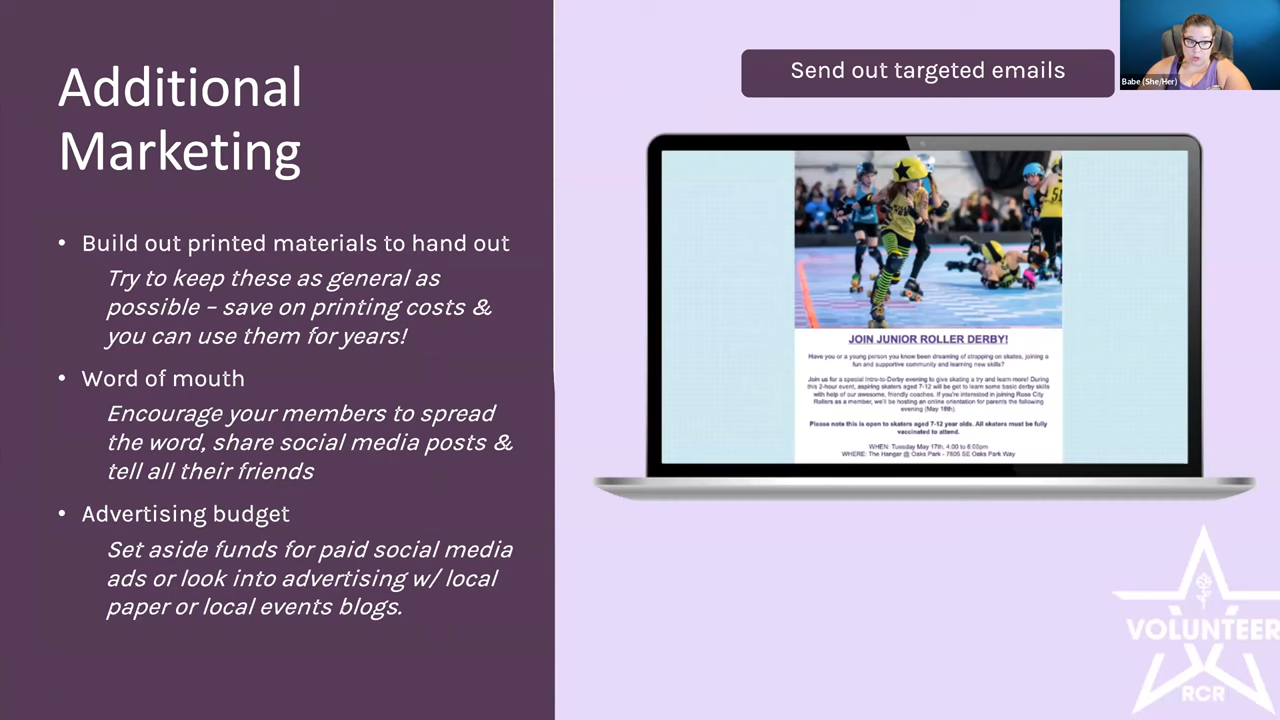 Additional
Marketing
• Build out printed materials to hand out
Try to keep these as general as
possible – save on printing costs &
you can use them for years!
• Word of mouth
Encourage your members to spread
the word, share social media posts &
tell all their friends
• Advertising budget
Set aside funds for paid social media
ads or look into advertising w/ local
paper or local events blogs.
Send out targeted emails
Babe (She/Her)
JOIN JUNIOR ROLLER DERBY!
Have you or a young person you know been dreaming of strapping on skates, joining a
fun and supportive community and learning new skills?
Join us for a special Intro-to-Derby evening to give skating a try and learn more! During
this 2-hour event, aspiring skaters aged 7-12 will be get to learn some basic derby skills
with help of our awesome, friendly coaches. If you're interested in joining Rose City
Rollers as a member, we'll be hosting an online orientation for parents the following
evening (May 18th).
Please note this is open to skaters aged 7-12 year olds. All skaters must be fully
vaccinated to attend.
WHEN: Tuesday May 17th, 4:00 to 6:00pm
WHERE: The Hangar @ Oaks Park - 7805 SE Oaks Park Way
VOLUNTEER
RCR